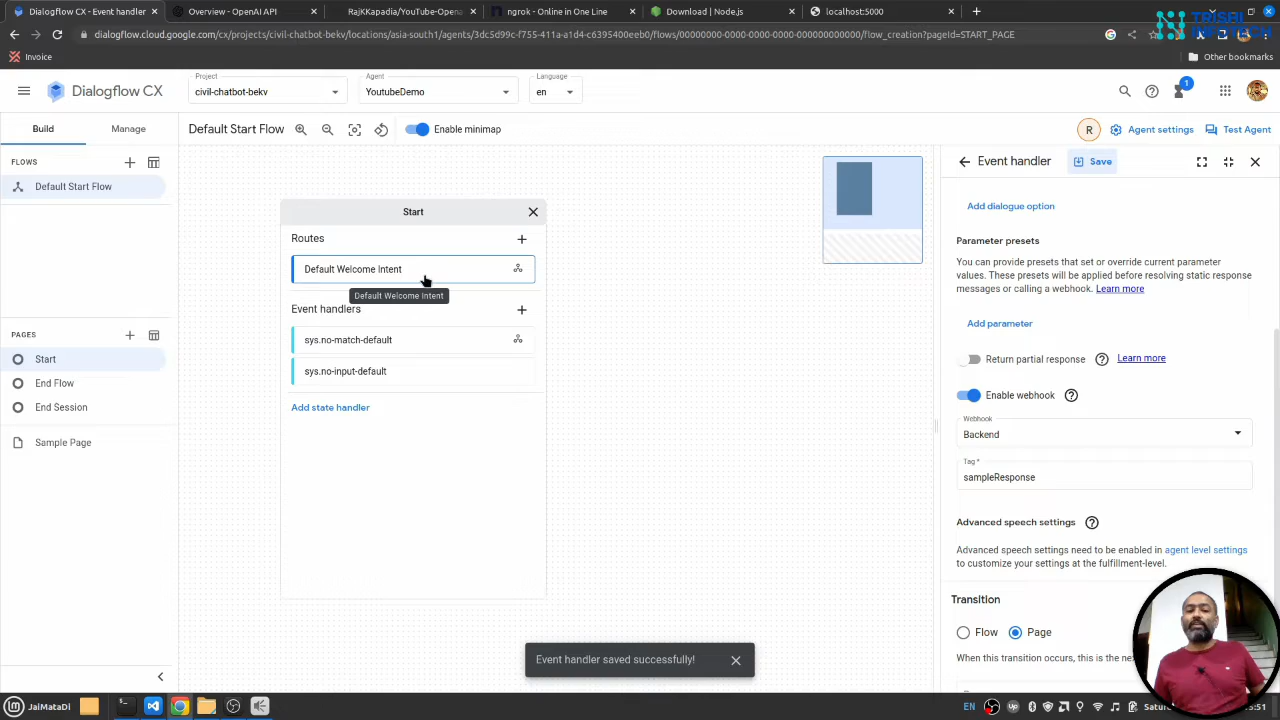 Dialogflow CX - Event handler
Overview - OpenAI API
RajKKapadia/YouTube-Opena
ngrok - Online in One Line
Download | Node.js
localhost:5000
dialogflow.cloud.google.com/cx/projects/civil-chatbot-bekv/locations/asia-south1/agents/3dc5d99c-f755-411a-a1d4-c6395400eeb0/flows/00000000-0000-0000-0000-000000000000/flow_creation?pageId=START_PAGE
TRISHI
INFOTECH
Invoice
Other bookmarks
Dialogflow CX
Project
civil-chatbot-bekv
Agent
YoutubeDemo
Language
en
1
Build
Manage
Default Start Flow
Enable minimap
R
Agent settings
Test Agent
FLOWS
Default Start Flow
PAGES
Start
End Flow
End Session
Sample Page
Start
Routes
Default Welcome Intent
Default Welcome Intent
Event handlers
sys.no-match-default
sys.no-input-default
Add state handler
Event handler
Save
Add dialogue option
Parameter presets
You can provide presets that set or override current parameter
values. These presets will be applied before resolving static response
messages or calling a webhook. Learn more
Add parameter
Return partial response
Learn more
Enable webhook
Webhook
Backend
Tag *
sampleResponse
Advanced speech settings
Advanced speech settings need to be enabled in agent level settings
to customize your settings at the fulfillment-level.
Transition
Flow
Page
When this transition occurs, this is the
Event handler saved successfully!
JaiMataDi
EN
Up